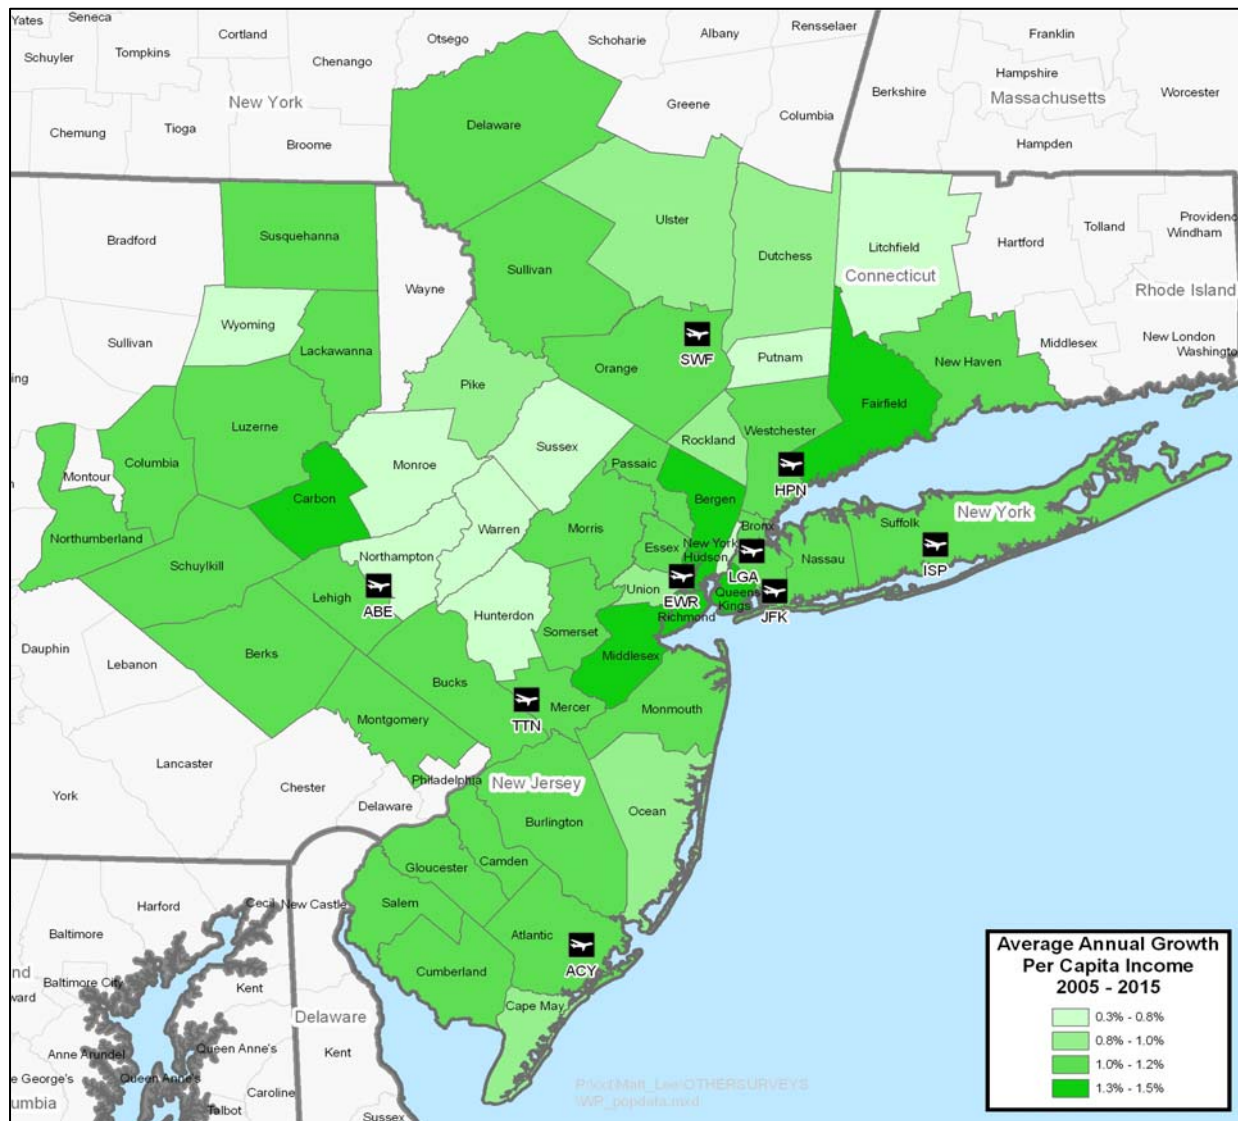 Yates
Seneca
Schuyler
Tompkins
Cortland
Chenango
Otsego
Schoharie
Albany
Rensselaer
Franklin
Hampshire
Massachusetts
Worcester
Berkshire
Hampden
New York
Chemung
Tioga
Broome
Delaware
Greene
Columbia
Ulster
Dutchess
Litchfield
Connecticut
Hartford
Tolland
Windham
Rhode Island
Bradford
Susquehanna
Wayne
Sullivan
Wyoming
Lackawanna
Sullivan
SWF
Orange
Putnam
New Haven
Middlesex
New London
Pike
Luzerne
Columbia
Montour
Northumberland
Carbon
Monroe
Sussex
Passaic
Rockland
Westchester
Fairfield
HPN
Bergen
Warren
Morris
Essex
New York
Hudson
Bronx
LGA
Nassau
Suffolk
New York
ISP
Schuylkill
Northampton
Lehigh
ABE
Hunterdon
Union
EWR
Queens
Kings
Richmond
JFK
Somerset
Middlesex
Dauphin
Lebanon
Berks
Bucks
Montgomery
TTN
Mercer
Monmouth
York
Lancaster
Chester
Delaware
Philadelphia
New Jersey
Burlington
Ocean
Camden
Gloucester
Salem
Cumberland
Atlantic
ACY
Cape May
Harford
Cecil
New Castle
Baltimore
Baltimore City
Kent
Delaware
Anne Arundel
Queen Anne's
Queen Anne's
Kent
Caroline
Talbot
Sussex
e George's
umbia
Average Annual Growth
Per Capita Income
2005 - 2015
0.3% - 0.8%
0.8% - 1.0%
1.0% - 1.2%
1.3% - 1.5%